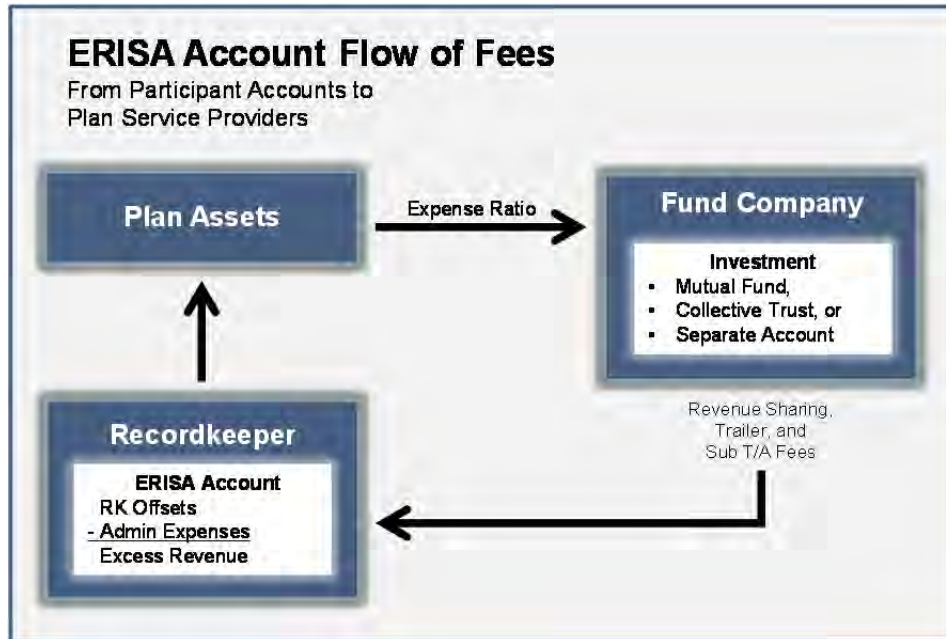 ERISA Account Flow of Fees
From Participant Accounts to
Plan Service Providers
Plan Assets
Expense Ratio
Fund Company
Investment
▪ Mutual Fund,
▪ Collective Trust, or
▪ Separate Account
Revenue Sharing,
Trailer, and
Sub T/A Fees
Recordkeeper
ERISA Account
RK Offsets
- Admin Expenses
Excess Revenue